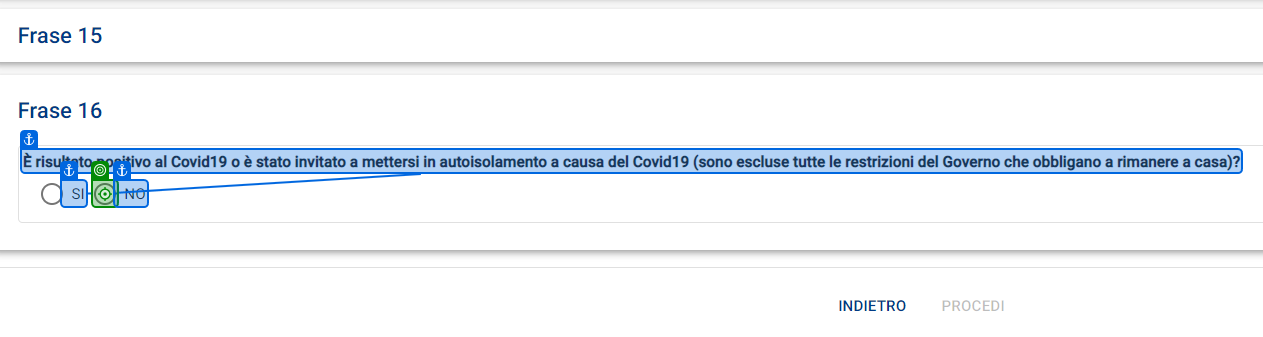 Frase 15
Frase 16
È risultato positivo al Covid19 o è stato invitato a mettersi in autoisolamento a causa del Covid19 (sono escluse tutte le restrizioni del Governo che obbligano a rimanere a casa)?
SI NO
INDIETRO PROCEDI